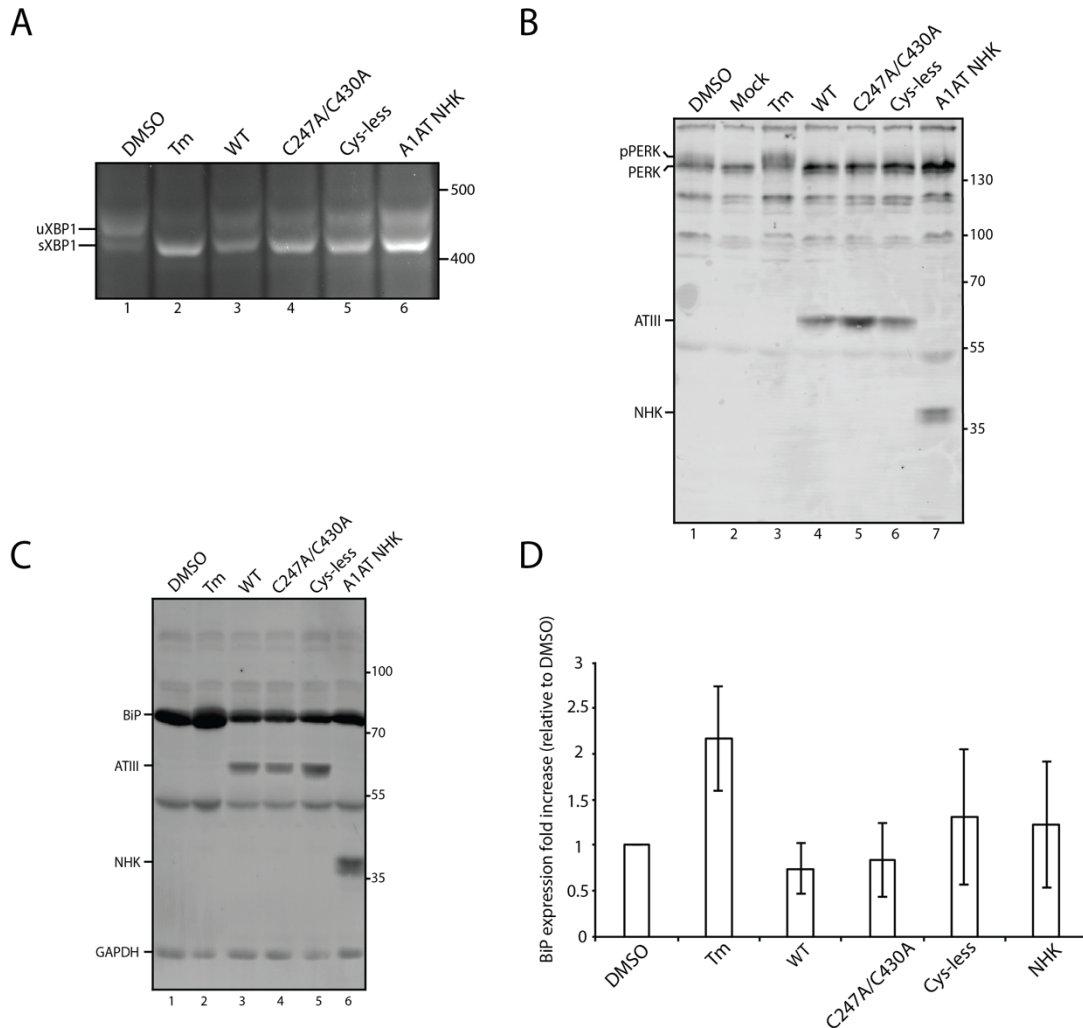 A
DMSO
Tm
WT
C247A/C430A
Cys-less
A1AT NHK
500
uXBP1
sXBP1
400
1 2 3 4 5 6
B
DMSO
Mock
Tm
WT
C247A/C430A
Cys-less
A1AT NHK
pPERK
PERK
130
100
70
ATIII
55
NHK
35
1 2 3 4 5 6 7
C
DMSO
Tm
WT
C247A/C430A
Cys-less
A1AT NHK
100
BiP
70
ATIII
55
NHK
35
GAPDH
1 2 3 4 5 6
D
BiP expression fold increase (relative to DMSO)
3
2.5
2
1.5
1
0.5
0
DMSO
Tm
WT
C247A/C430A
Cys-less
NHK